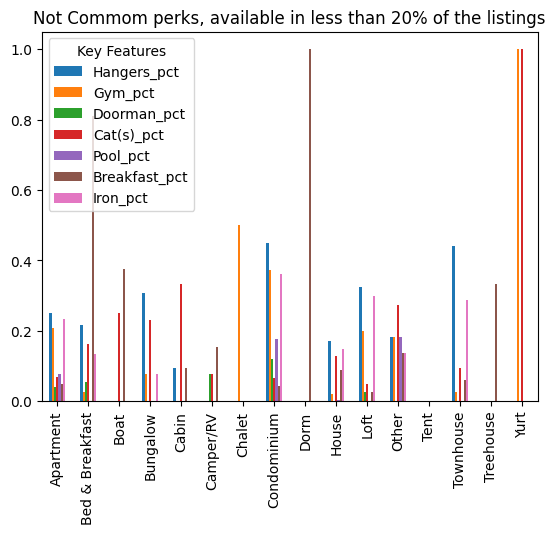 Not Commom perks, available in less than 20% of the listings
Key Features
Hangers_pct
Gym_pct
Doorman_pct
Cat(s)_pct
Pool_pct
Breakfast_pct
Iron_pct
1.0
0.8
0.6
0.4
0.2
0.0
Apartment
Bed & Breakfast
Boat
Bungalow
Cabin
Camper/RV
Chalet
Condominium
Dorm
House
Loft
Other
Tent
Townhouse
Treehouse
Yurt